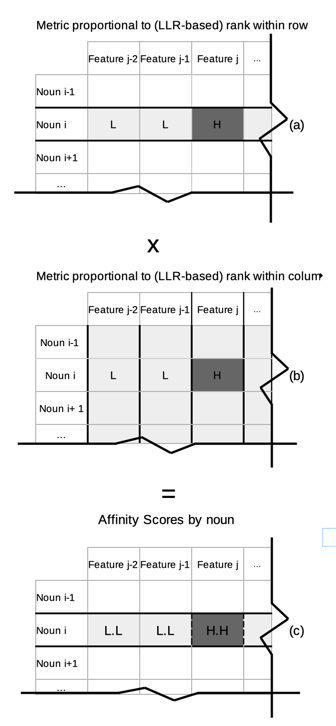 Metric proportional to (LLR-based) rank within row
Feature j-2 Feature j-1 Feature j ...
Noun i-1
Noun i L L H
(a)
Noun i+1
...
X
Metric proportional to (LLR-based) rank within colum
Feature j-2 Feature j-1 Feature j ...
Noun i-1
Noun i L L H
(b)
Noun i+ 1
...
=
Affinity Scores by noun
Feature j-2 Feature j-1 Feature j ...
Noun i-1
Noun i L.L L.L H.H
(c)
Noun i+1
...